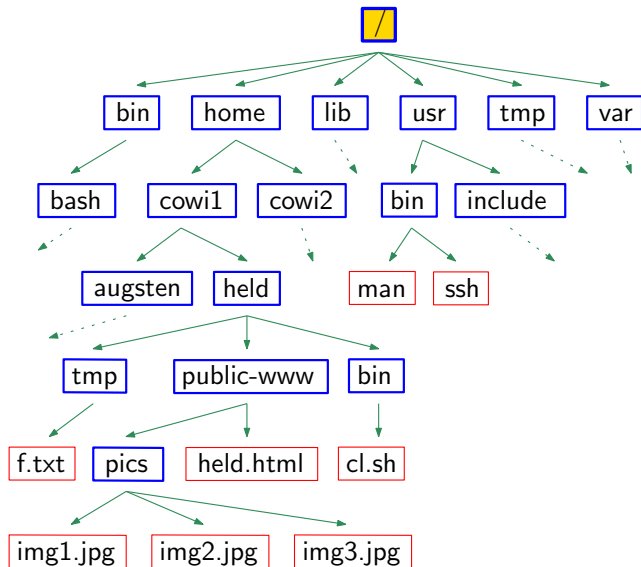 /
bin home lib usr tmp var
bash cowi1 cowi2 bin include
augsten held man ssh
tmp public-www bin
f.txt pics held.html cl.sh
img1.jpg img2.jpg img3.jpg